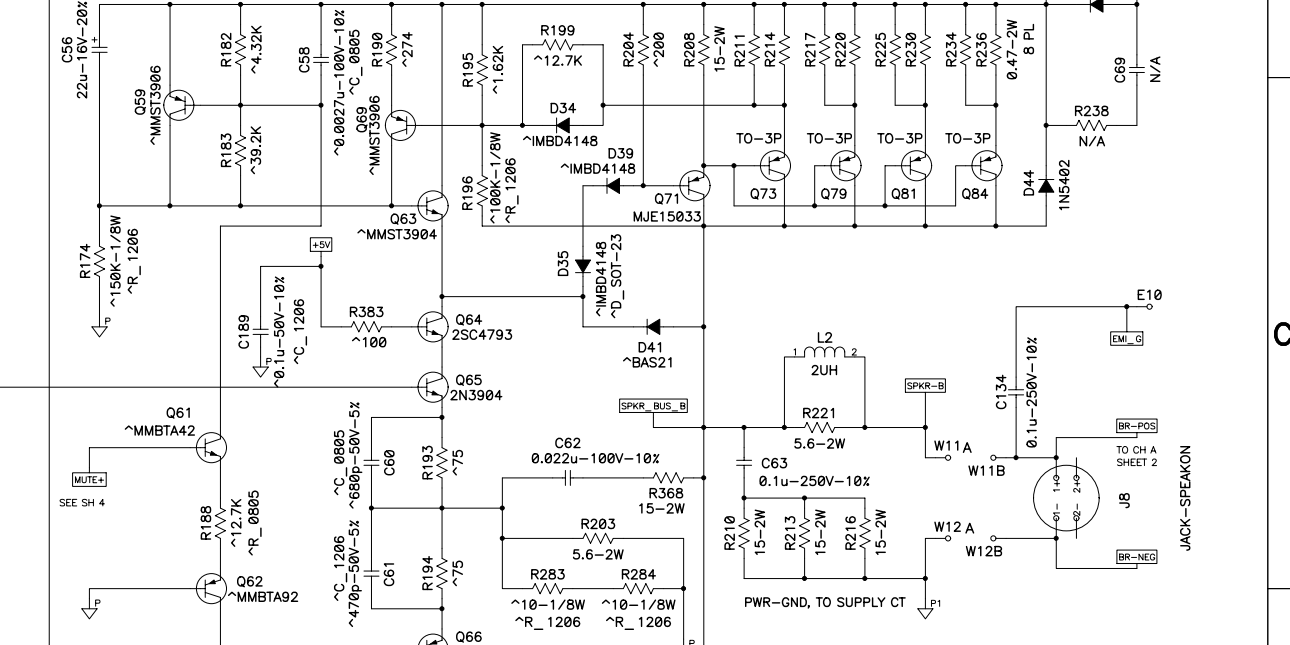 C56
22u-16V-20%
+
Q59
^MMST3906
R182
^4.32K
R183
^39.2K
C58
^0.0027u-100V-10%
^C_0805
R190
^274
Q69
^MMST3906
R195
^1.62K
R199
^12.7K
D34
^IMBD4148
R196
^100K-1/8W
^R_1206
D39
^IMBD4148
R204
^200
R208
15-2W
R211
R214
R217
R220
R225
R230
R234
R236
0.47-2W
8 PL
C69
N/A
R238
N/A
TO-3P
TO-3P
TO-3P
TO-3P
Q71
MJE15033
Q73
Q79
Q81
Q84
D44
1N5402
Q63
^MMST3904
R174
^150K-1/8W
^R_1206
P
+5V
C189
^0.1u-50V-10%
^C_1206
P
R383
^100
Q64
2SC4793
D35
^IMBD4148
^D_SOT-23
D41
^BAS21
Q65
2N3904
Q61
^MMBTA42
MUTE+
SEE SH 4
R188
^12.7K
^R_0805
Q62
^MMBTA92
P
^C_0805
^680p-50V-5%
C60
R193
^75
^C_1206
^470p-50V-5%
C61
R194
^75
Q66
C62
0.022u-100V-10%
R368
15-2W
R203
5.6-2W
R283
^10-1/8W
^R_1206
R284
^10-1/8W
^R_1206
P
SPKR_BUS_B
L2
1
2
2UH
R221
5.6-2W
SPKR-B
C63
0.1u-250V-10%
R210
15-2W
R213
15-2W
R216
15-2W
PWR-GND, TO SUPPLY CT
P1
W11A
W11B
W12A
W12B
C134
0.1u-250V-10%
E10
EMI_G
BR-POS
TO CH A
SHEET 2
1+
2+
1-
2-
J8
JACK-SPEAKON
BR-NEG
C